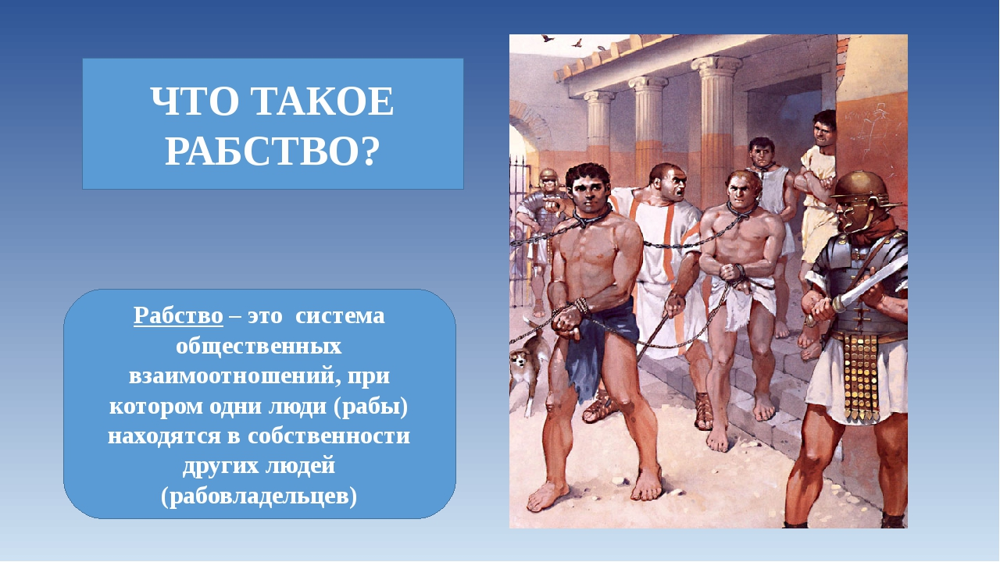 ЧТО ТАКОЕ
РАБСТВО?
Рабство – это система
общественных
взаимоотношений, при
котором одни люди (рабы)
находятся в собственности
других людей
(рабовладельцев)